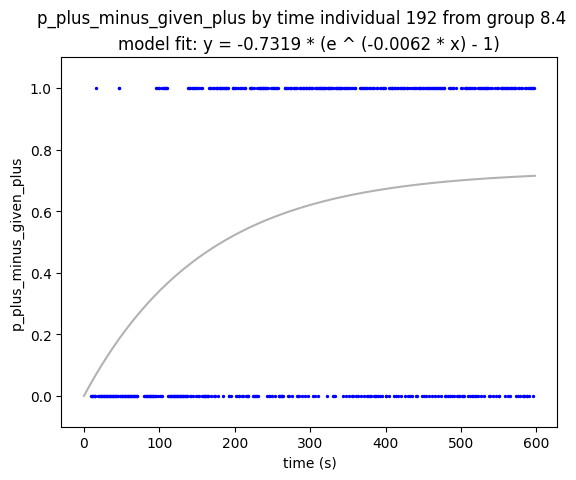 p_plus_minus_given_plus by time individual 192 from group 8.4
model fit: y = -0.7319 * (e ^ (-0.0062 * x) - 1)
1.0
0.8
0.6
0.4
0.2
0.0
p_plus_minus_given_plus
0 100 200 300 400 500 600
time (s)